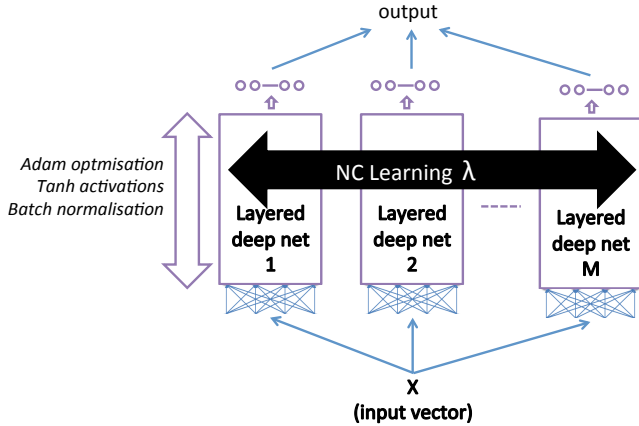 output
Adam optmisation
Tanh activations
Batch normalisation
NC Learning λ
Layered
deep net
1
Layered
deep net
2
Layered
deep net
M
X
(input vector)